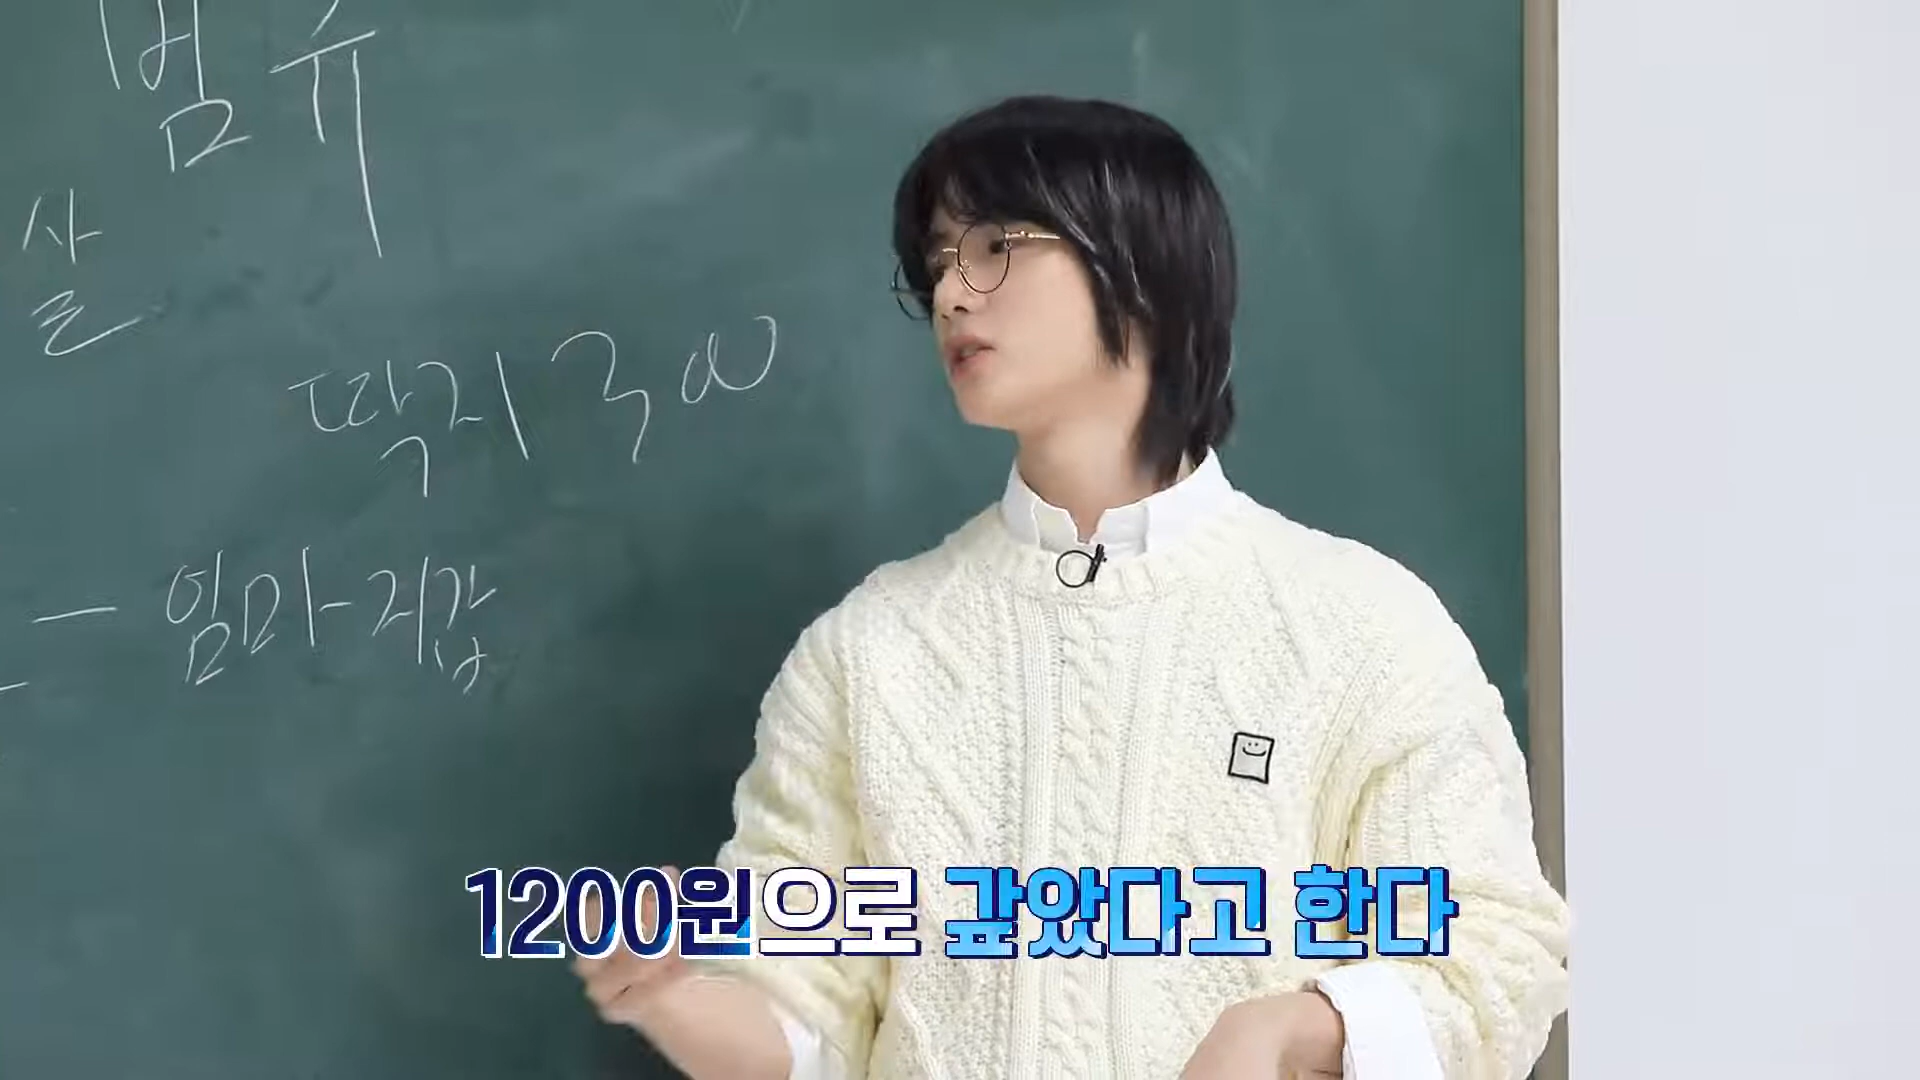 범규
살
딱지 300
엄마 지갑
1200원으로 갚았다고 한다